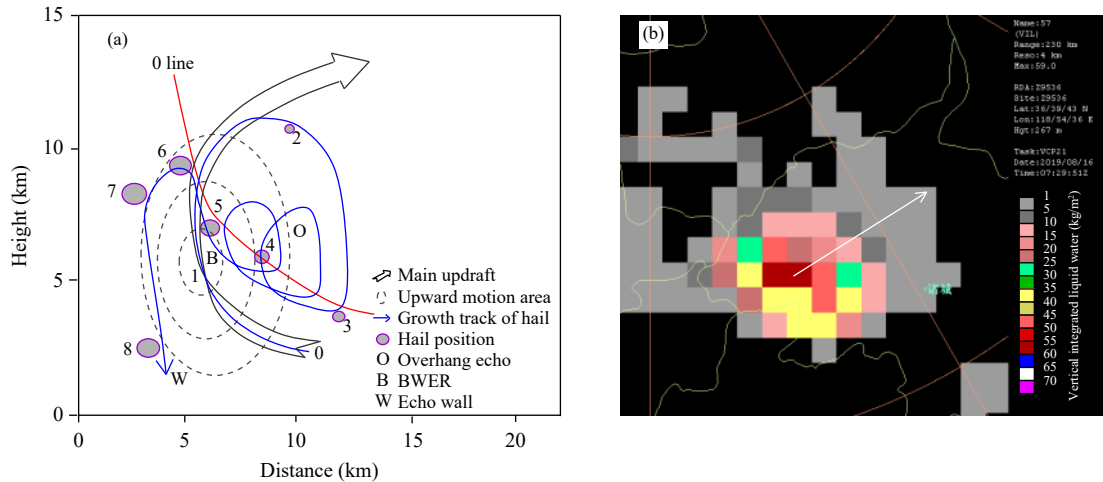 (a)
15
10
5
0
Height (km)
0
5
10
15
20
Distance (km)
0 line
6
7
2
5
O
4
B
1
3
0
8
W
Main updraft
Upward motion area
Growth track of hail
Hail position
O Overhang echo
B BWER
W Echo wall
(b)
Name:57
(VIL)
Range:230 km
Reso:4 km
Max:59.0
RDA:Z9536
Site:Z9536
Lat:36/39/43 N
Lon:118/54/36 E
Hgt:267 m
Task:VCP21
Date:2019/08/16
Time:07:29:51Z
1
5
10
15
20
25
30
35
40
45
50
55
60
65
70
Vertical integrated liquid water (kg/m²)
诸城